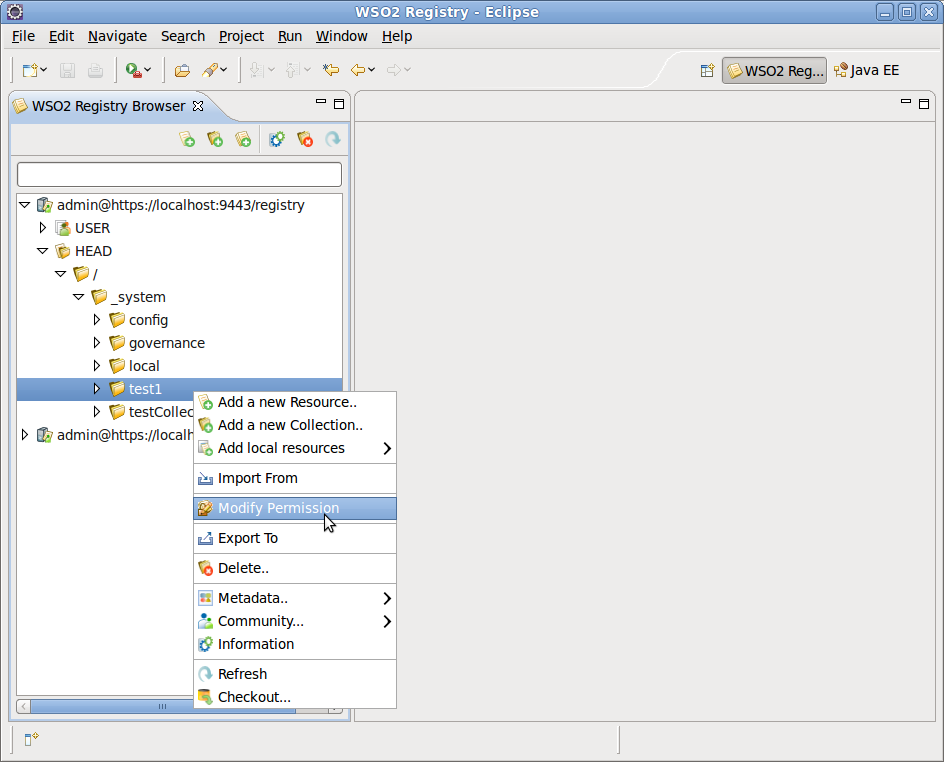 WSO2 Registry - Eclipse
File Edit Navigate Search Project Run Window Help
WSO2 Reg... Java EE
WSO2 Registry Browser
admin@https://localhost:9443/registry
USER
HEAD
/
_system
config
governance
local
test1
testCollec
admin@https://localh
Add a new Resource..
Add a new Collection..
Add local resources
Import From
Modify Permission
Export To
Delete..
Metadata..
Community...
Information
Refresh
Checkout...